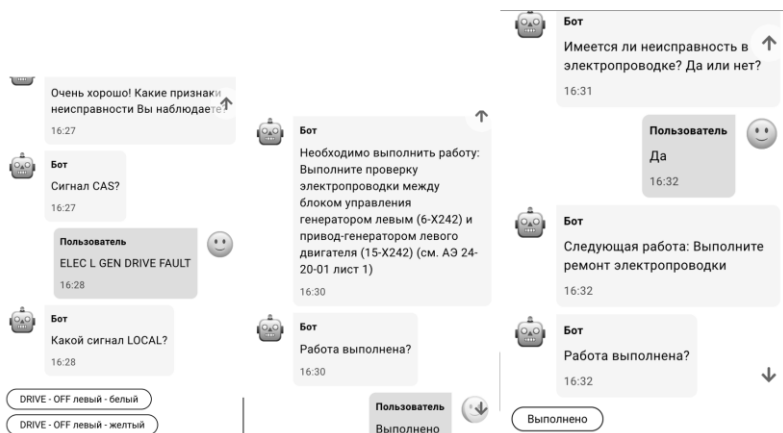 Очень хорошо! Какие признаки
неисправности Вы наблюдаете?
16:27
Бот
Сигнал CAS?
16:27
Пользователь
ELEC L GEN DRIVE FAULT
16:28
Бот
Какой сигнал LOCAL?
16:28
DRIVE - OFF левый - белый
DRIVE - OFF левый - желтый
Бот
Необходимо выполнить работу:
Выполните проверку
электропроводки между
блоком управления
генератором левым (6-X242) и
привод-генератором левого
двигателя (15-X242) (см. АЭ 24-
20-01 лист 1)
16:30
Бот
Работа выполнена?
16:30
Пользователь
Выполнено
Бот
Имеется ли неисправность в
электропроводке? Да или нет?
16:31
Пользователь
Да
16:32
Бот
Следующая работа: Выполните
ремонт электропроводки
16:32
Бот
Работа выполнена?
16:32
Выполнено